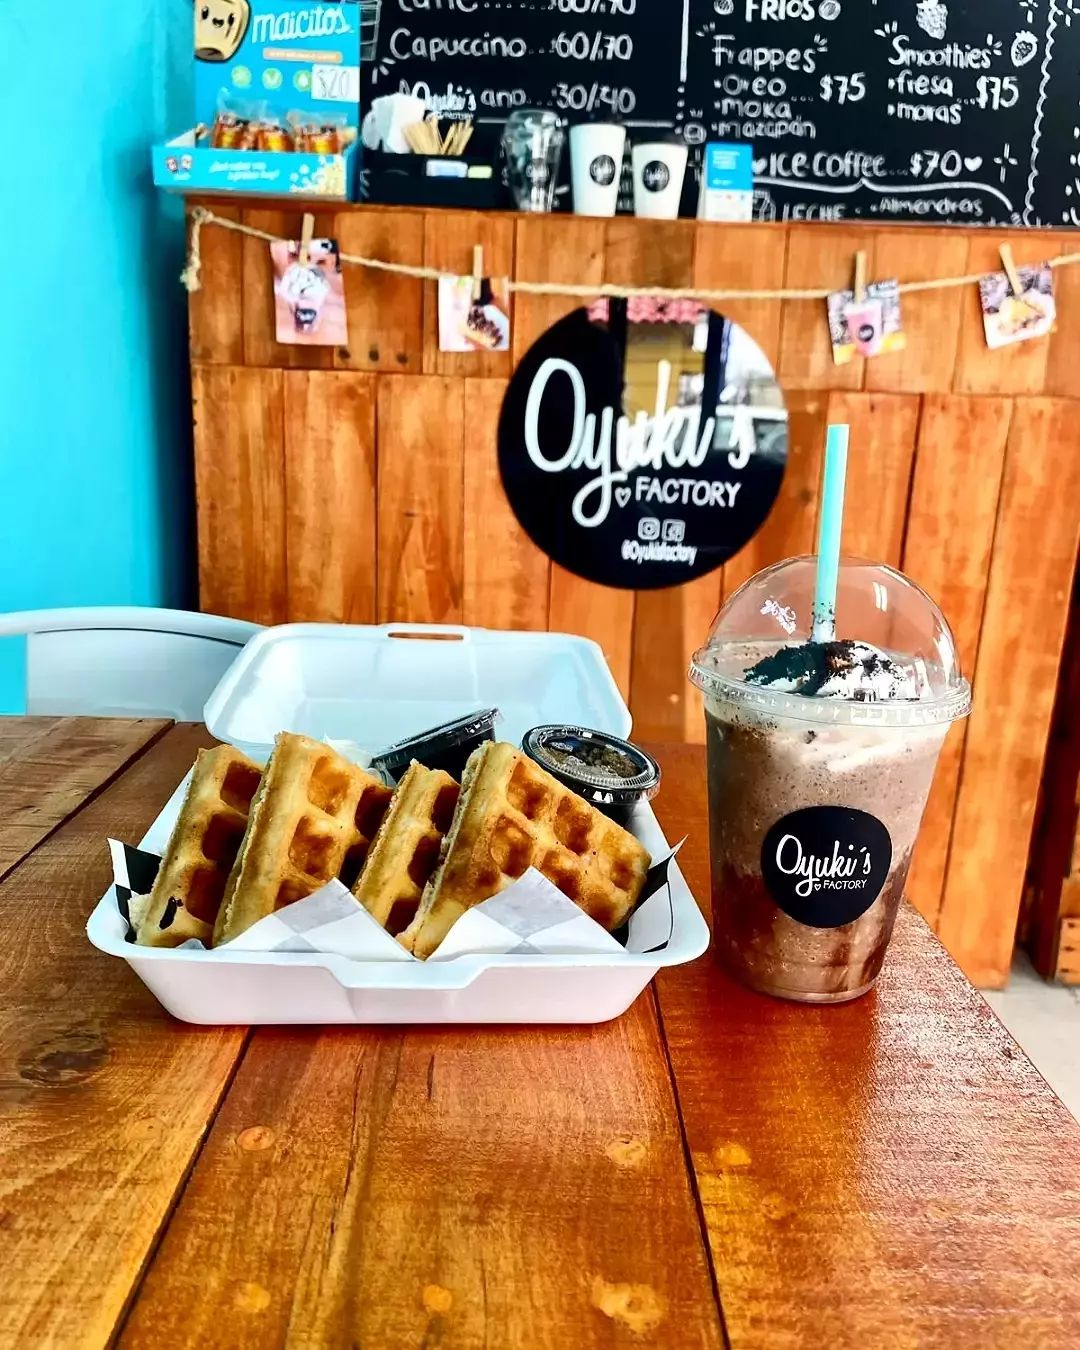 maicitos
$20
Capuccino...60/70
ano...30/40
FRIOS
Frappes
•Oreo
•moka... $75
•mazapán
Smoothies
•fresa
•moras $75
ICE COFFEE...$70
LECHE • Almendras
Oyuki's
FACTORY
@Oyukisfactory
Oyuki's
FACTORY